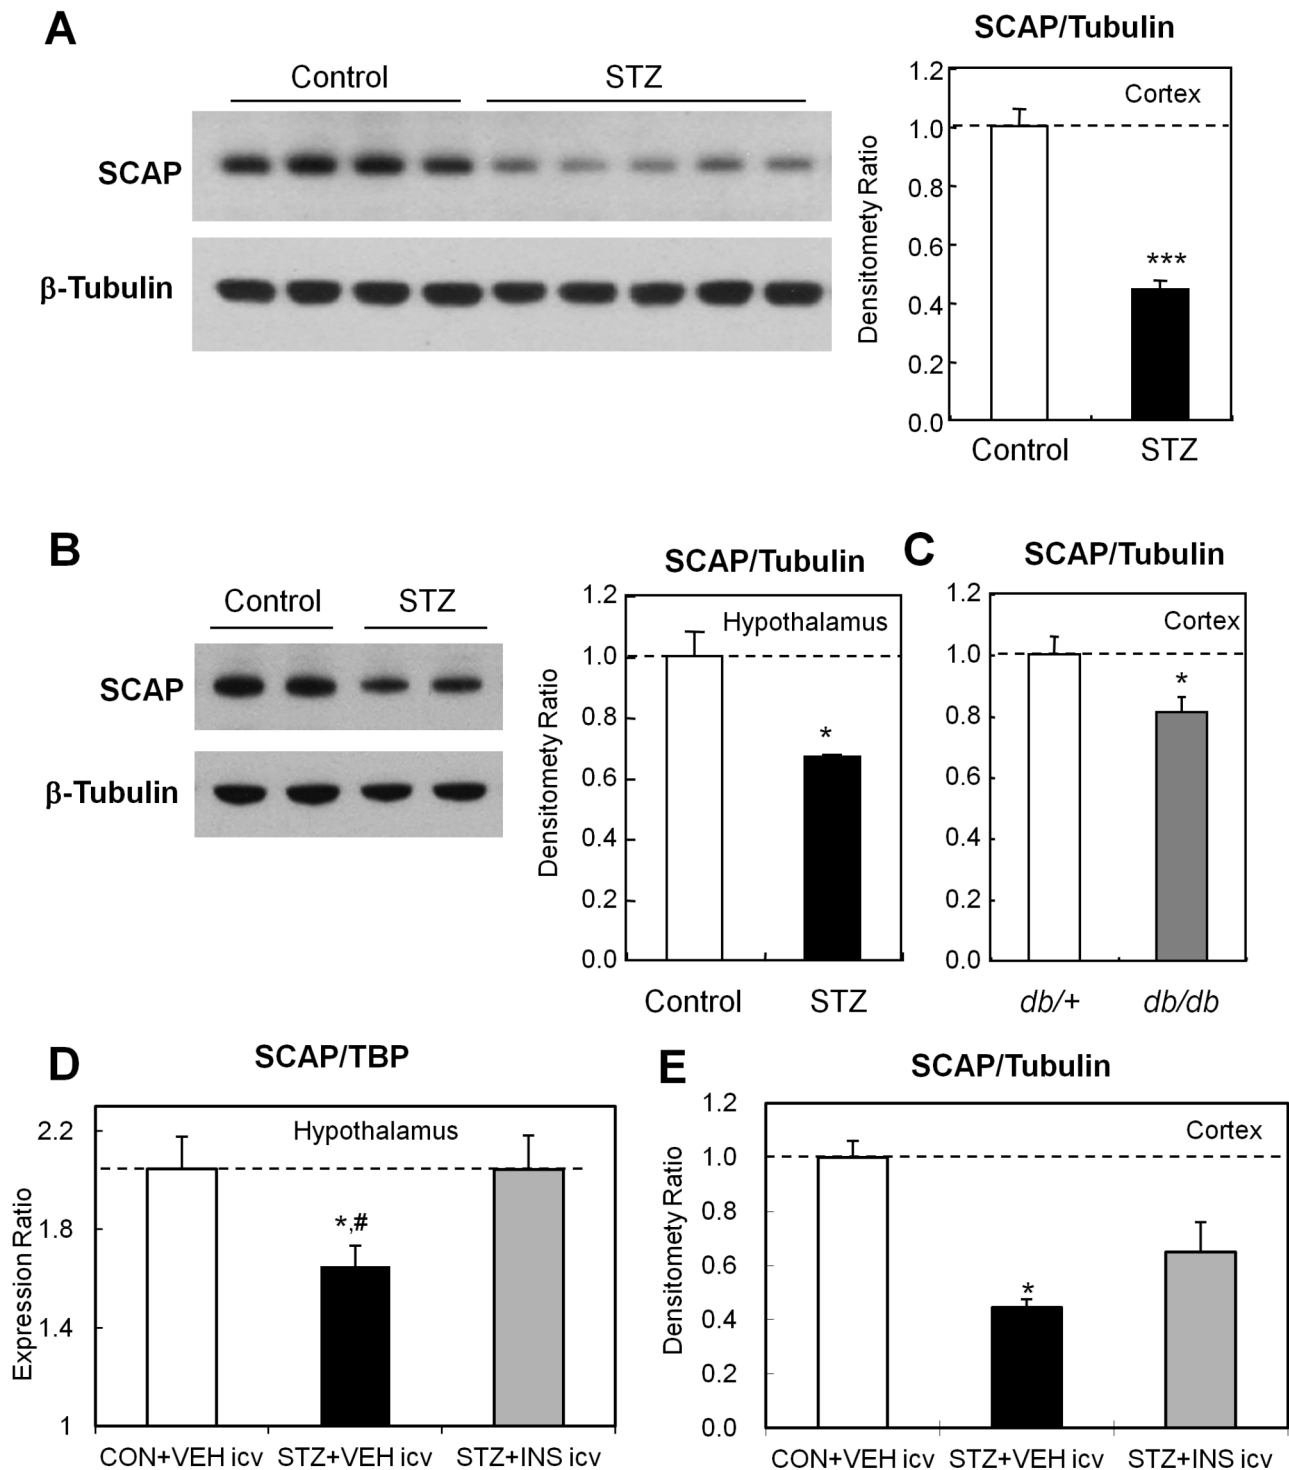 A
Control
STZ
SCAP
β-Tubulin
SCAP/Tubulin
Cortex
Densitomety Ratio
1.2
1.0
0.8
0.6
0.4
0.2
0.0
***
Control
STZ
B
Control
STZ
SCAP
β-Tubulin
SCAP/Tubulin
Hypothalamus
Densitomety Ratio
1.2
1.0
0.8
0.6
0.4
0.2
0.0
*
Control
STZ
C
SCAP/Tubulin
Cortex
1.2
1.0
0.8
0.6
0.4
0.2
0.0
*
db/+
db/db
D
SCAP/TBP
Hypothalamus
Expression Ratio
2.2
1.8
1.4
1
*,#
CON+VEH icv
STZ+VEH icv
STZ+INS icv
E
SCAP/Tubulin
Cortex
Densitomety Ratio
1.2
1.0
0.8
0.6
0.4
0.2
0.0
*
CON+VEH icv
STZ+VEH icv
STZ+INS icv